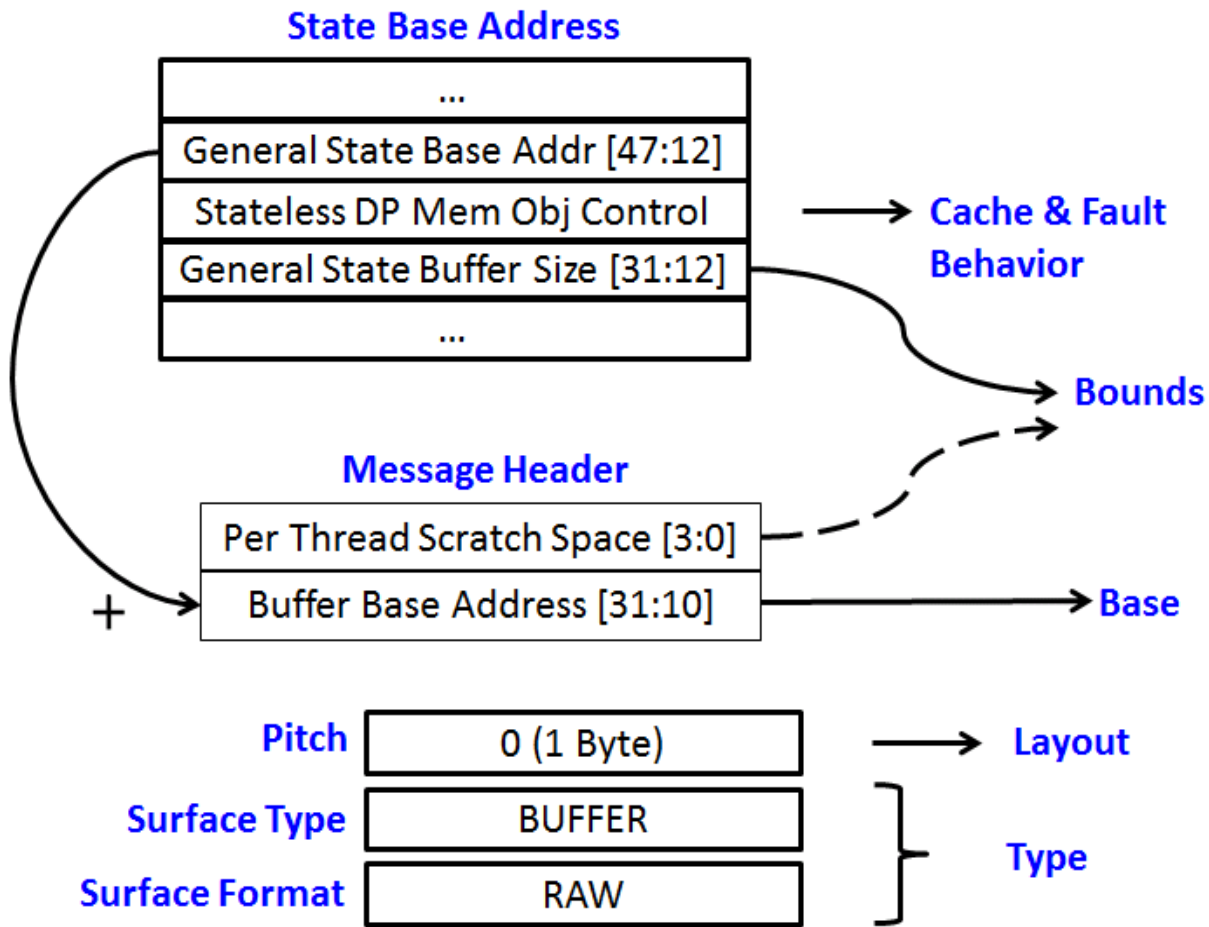 State Base Address
...
General State Base Addr [47:12]
Stateless DP Mem Obj Control
Cache & Fault
Behavior
General State Buffer Size [31:12]
...
Bounds
Message Header
Per Thread Scratch Space [3:0]
+
Buffer Base Address [31:10]
Base
Pitch
0 (1 Byte)
Layout
Surface Type
BUFFER
Type
Surface Format
RAW